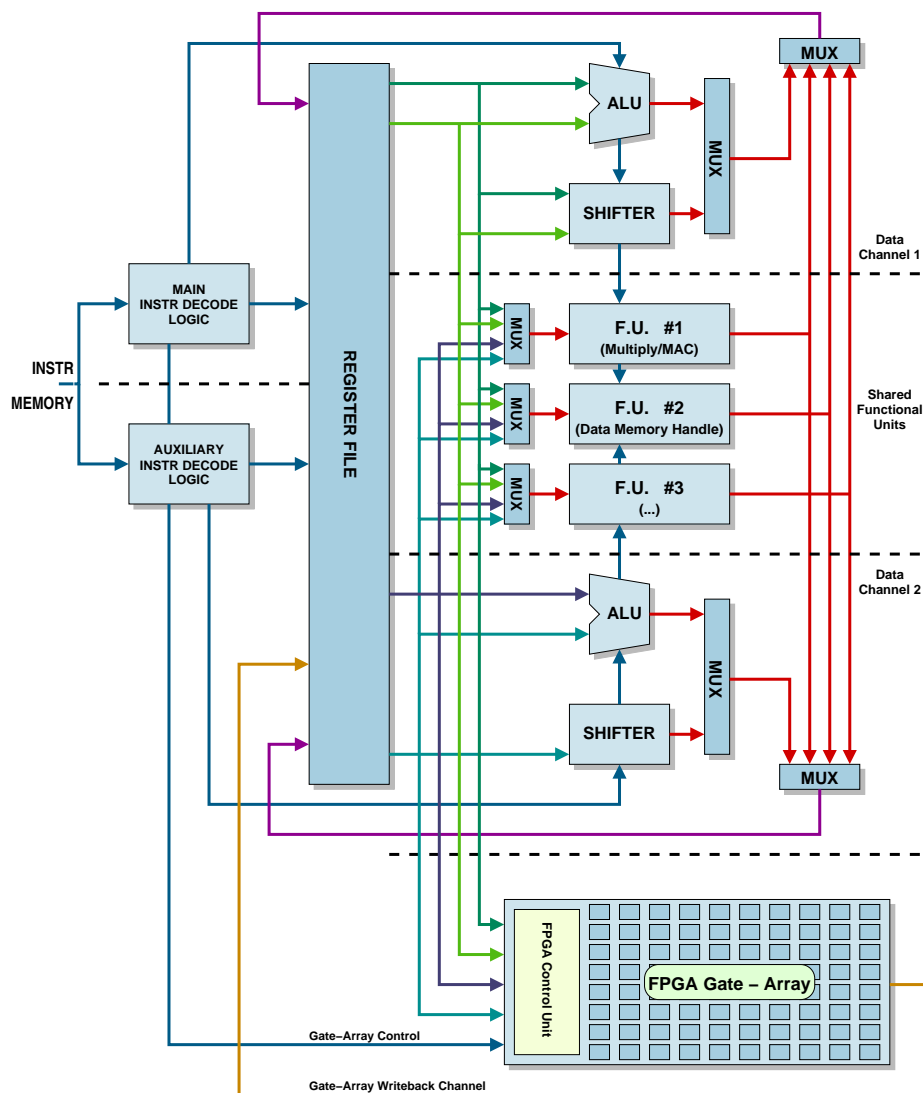 MUX
ALU
MUX
SHIFTER
Data
Channel 1
MAIN
INSTR DECODE
LOGIC
INSTR
MEMORY
AUXILIARY
INSTR DECODE
LOGIC
REGISTER FILE
MUX
F.U. #1
(Multiply/MAC)
MUX
F.U. #2
(Data Memory Handle)
MUX
F.U. #3
(...)
Shared
Functional
Units
Data
Channel 2
ALU
MUX
SHIFTER
MUX
FPGA Control Unit
FPGA Gate – Array
Gate–Array Control
Gate–Array Writeback Channel